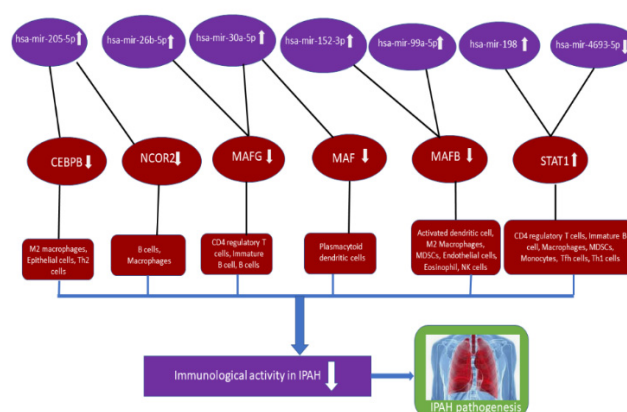 hsa-mir-205-5p
hsa-mir-26b-5p
hsa-mir-30a-5p
hsa-mir-152-3p
hsa-mir-99a-5p
hsa-mir-198
hsa-mir-4693-5p
CEBPB
NCOR2
MAFG
MAF
MAFB
STAT1
M2 macrophages,
Epithelial cells, Th2
cells
B cells,
Macrophages
CD4 regulatory T
cells, Immature
B cell, B cells
Plasmacytoid
dendritic cells
Activated dendritic cell,
M2 Macrophages,
MDSCs, Endothelial cells,
Eosinophil, NK cells
CD4 regulatory T cells, Immature B
cell, Macrophages, MDSCs,
Monocytes, Tfh cells, Th1 cells
Immunological activity in IPAH
IPAH pathogenesis